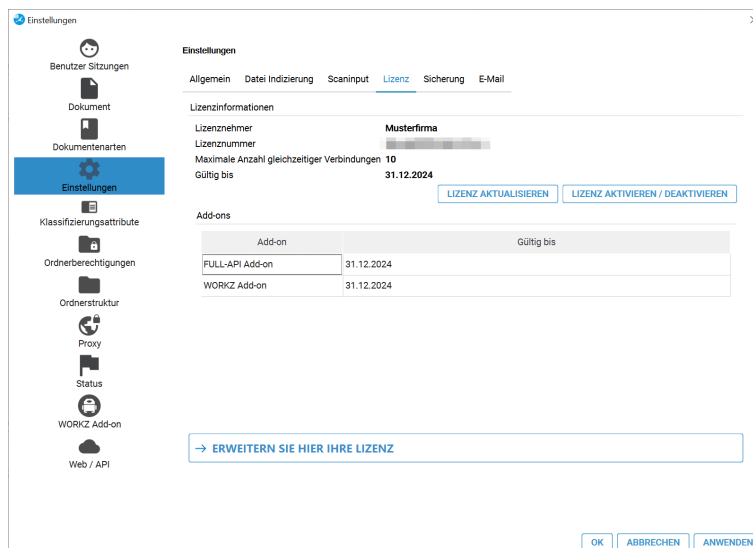 Einstellungen
Benutzer Sitzungen
Dokument
Dokumentenarten
Einstellungen
Klassifizierungsattribute
Ordnerberechtigungen
Ordnerstruktur
Proxy
Status
WORKZ Add-on
Web / API
Einstellungen
Allgemein Datei Indizierung Scaninput Lizenz Sicherung E-Mail
Lizenzinformationen
Lizenznehmer Musterfirma
Lizenznummer
Maximale Anzahl gleichzeitiger Verbindungen 10
Gültig bis 31.12.2024
LIZENZ AKTUALISIEREN LIZENZ AKTIVIEREN / DEAKTIVIEREN
Add-ons
Add-on Gültig bis
FULL-API Add-on 31.12.2024
WORKZ Add-on 31.12.2024
→ ERWEITERN SIE HIER IHRE LIZENZ
OK ABBRECHEN ANWENDEN